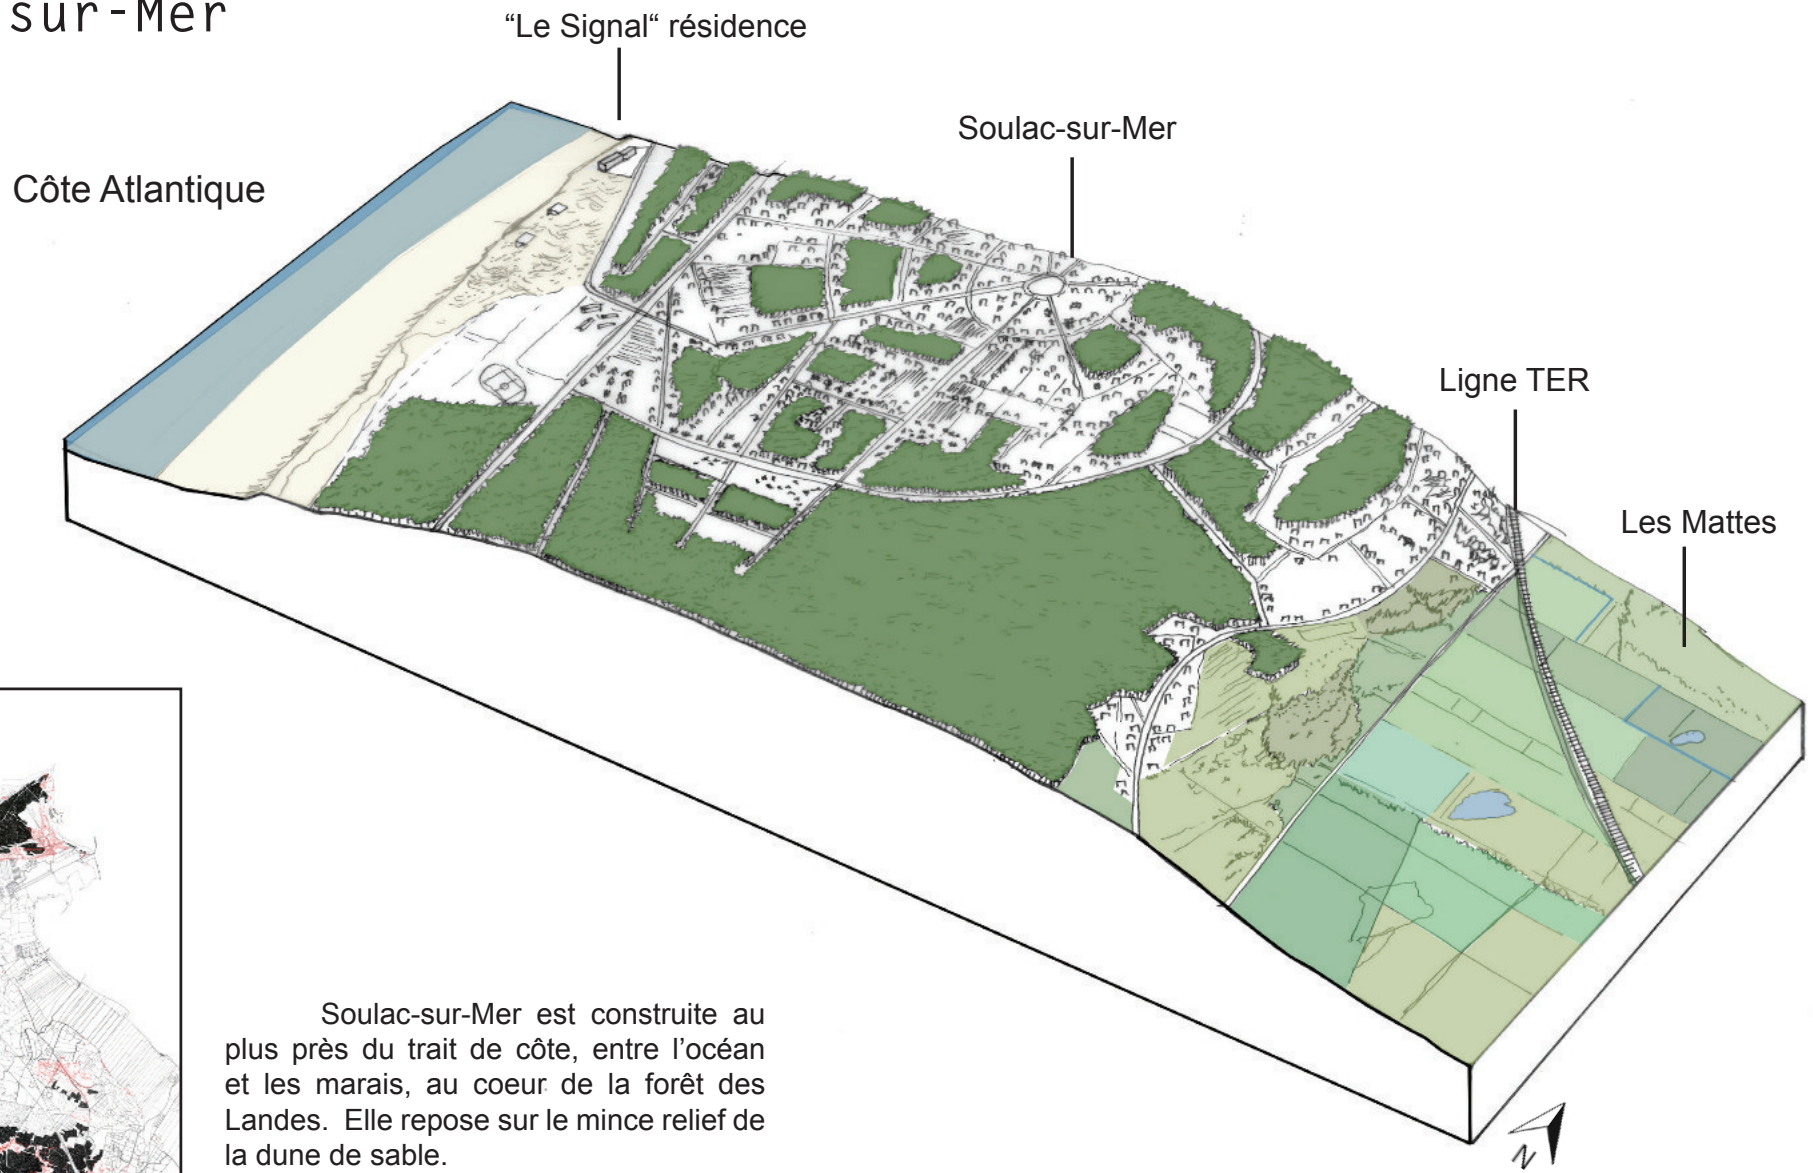 sur-Mer
“Le Signal“ résidence
Soulac-sur-Mer
Côte Atlantique
Ligne TER
Les Mattes
Soulac-sur-Mer est construite au
plus près du trait de côte, entre l’océan
et les marais, au coeur de la forêt des
Landes. Elle repose sur le mince relief de
la dune de sable.
N